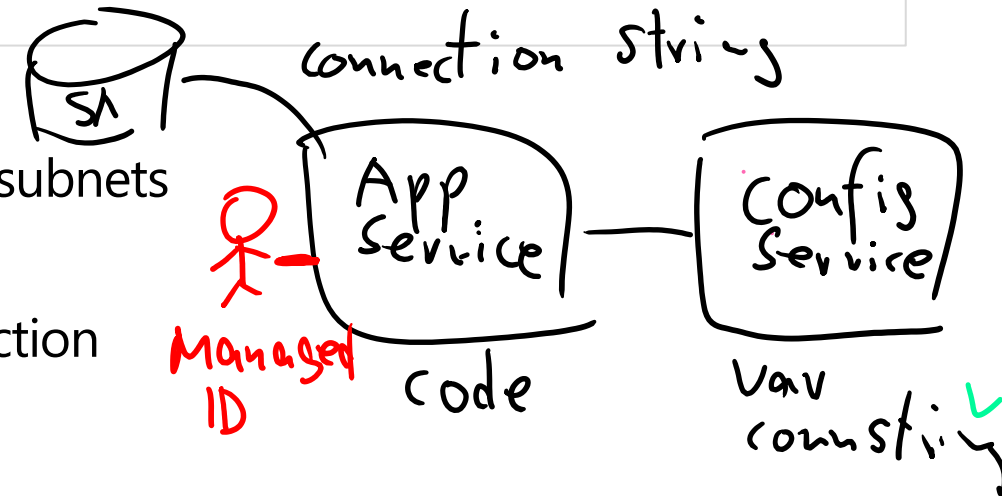 connection string
SA
subnets
App
Service
Config
Service
ction
Managed
ID
code
var
connstring